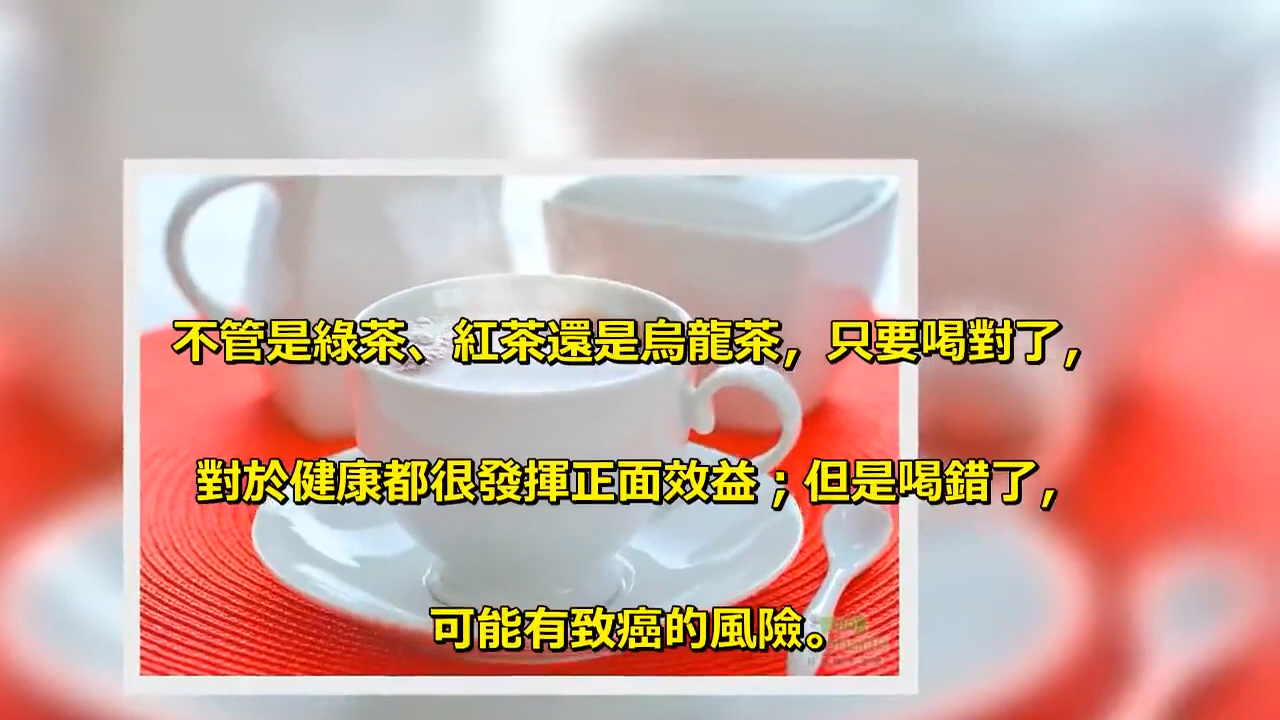 不管是綠茶、紅茶還是烏龍茶，只要喝對了，
對於健康都很發揮正面效益；但是喝錯了，
可能有致癌的風險。